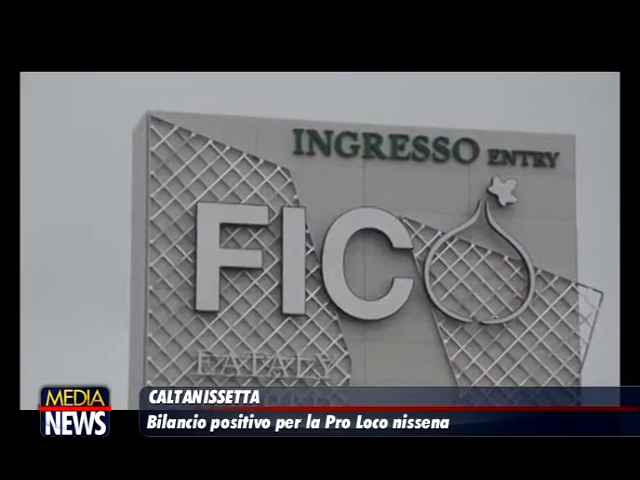 INGRESSO ENTRY
FICO
EATALY
MEDIA
NEWS
CALTANISSETTA
Bilancio positivo per la Pro Loco nissena